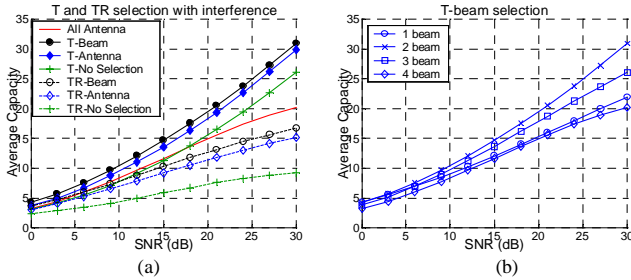 T and TR selection with interference
All Antenna
T-Beam
T-Antenna
T-No Selection
TR-Beam
TR-Antenna
TR-No Selection
Average Capacity
35
30
25
20
15
10
5
0
0 5 10 15 20 25 30
SNR (dB)
(a)
T-beam selection
1 beam
2 beam
3 beam
4 beam
Average Capacity
35
30
25
20
15
10
5
0
0 5 10 15 20 25 30
SNR (dB)
(b)